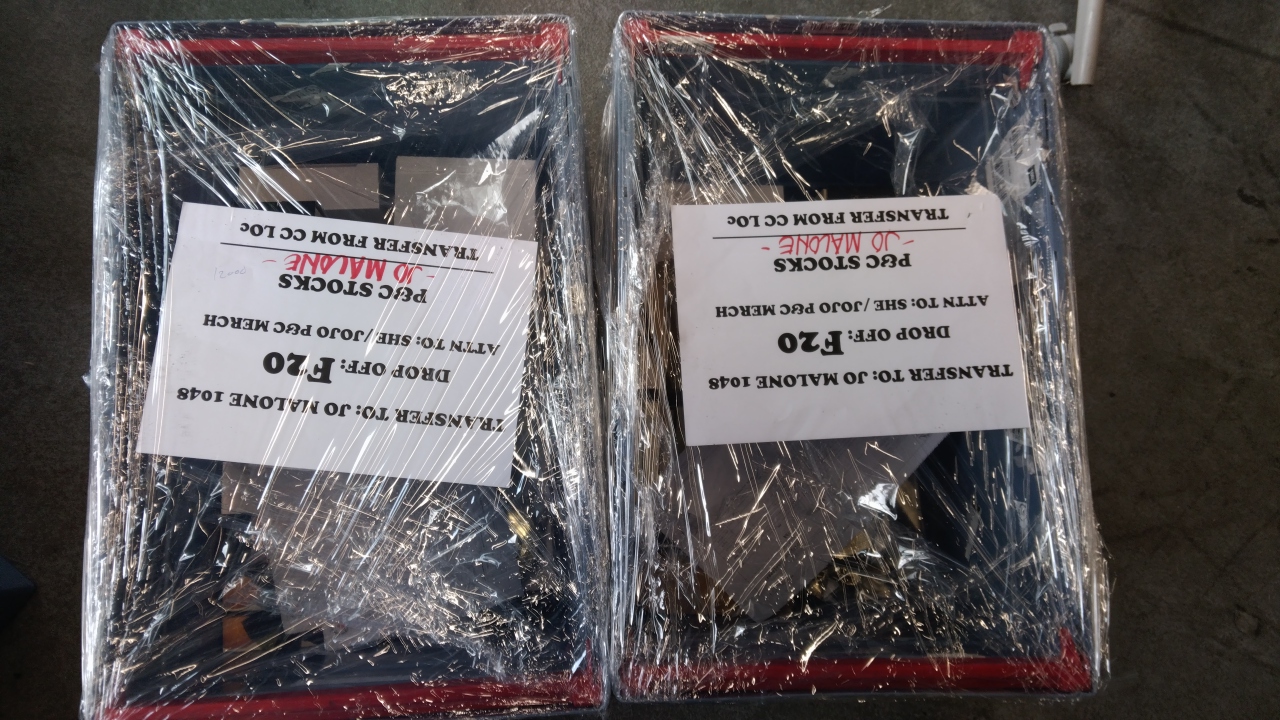 TRANSFER TO: JO MALONE 1048
DROP OFF: F20
ATTN TO: SHE / JOJO P&C MERCH
P&C STOCKS
- JO MALONE -
TRANSFER FROM CC LOC
TRANSFER TO: JO MALONE 1048
DROP OFF: F20
ATTN TO: SHE / JOJO P&C MERCH
P&C STOCKS
- JO MALONE -
TRANSFER FROM CC LOC